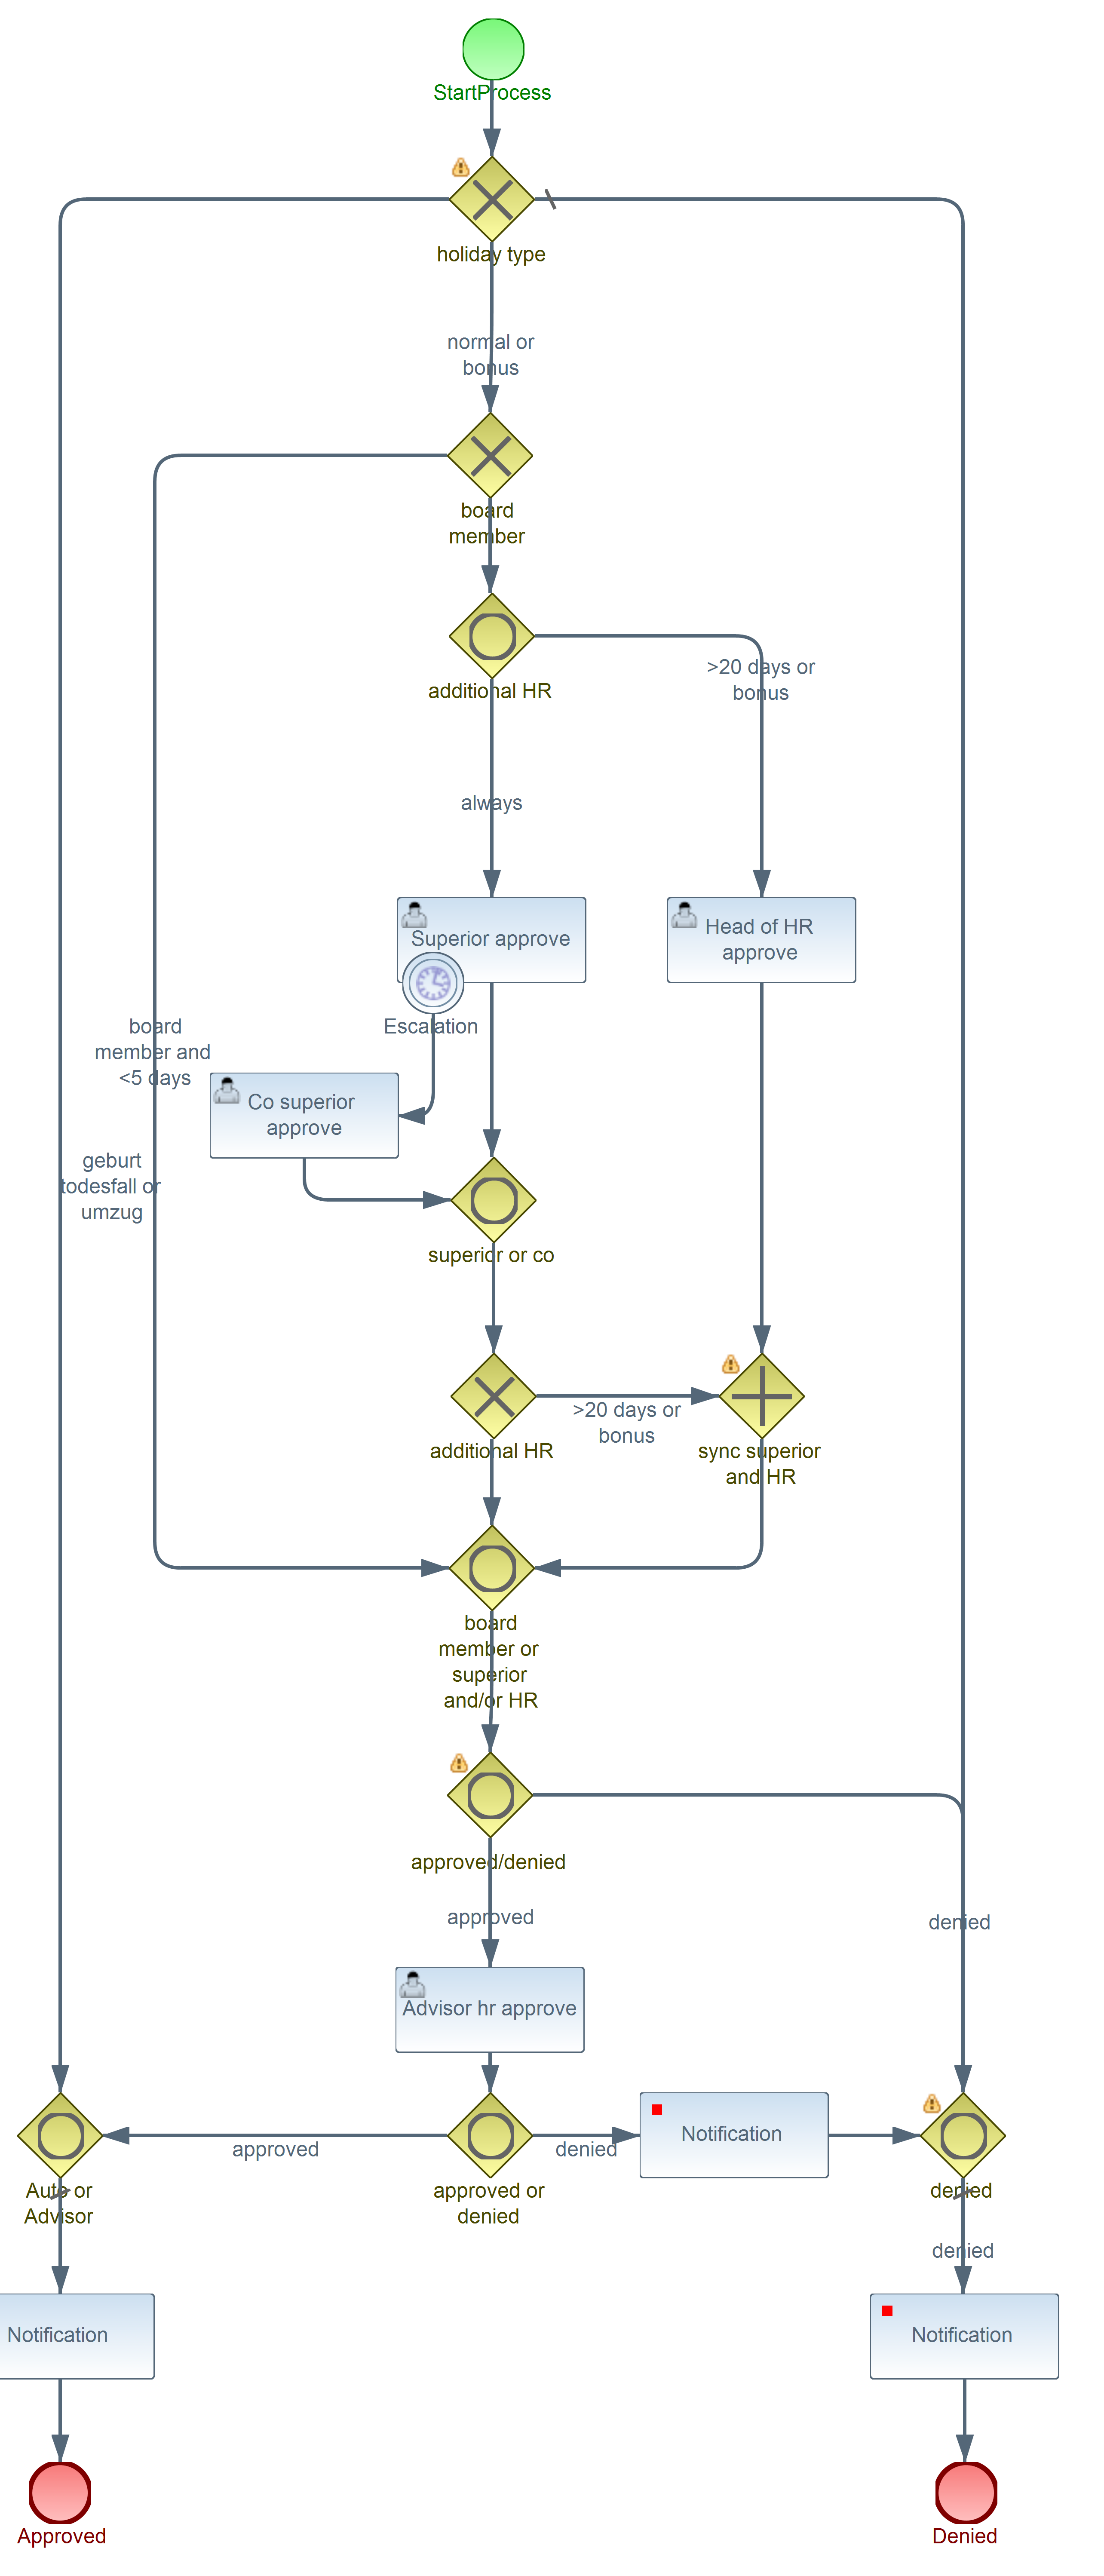 StartProcess
holiday type
normal or
bonus
board
member
additional HR
>20 days or
bonus
always
Superior approve
Head of HR
approve
Escalation
board
member and
<5 days
Co superior
approve
geburt
todesfall or
umzug
superior or co
additional HR
>20 days or
bonus
sync superior
and HR
board
member or
superior
and/or HR
approved/denied
approved
denied
Advisor hr approve
Notification
approved
denied
Auto or
Advisor
approved or
denied
denied
denied
Notification
Notification
Approved
Denied